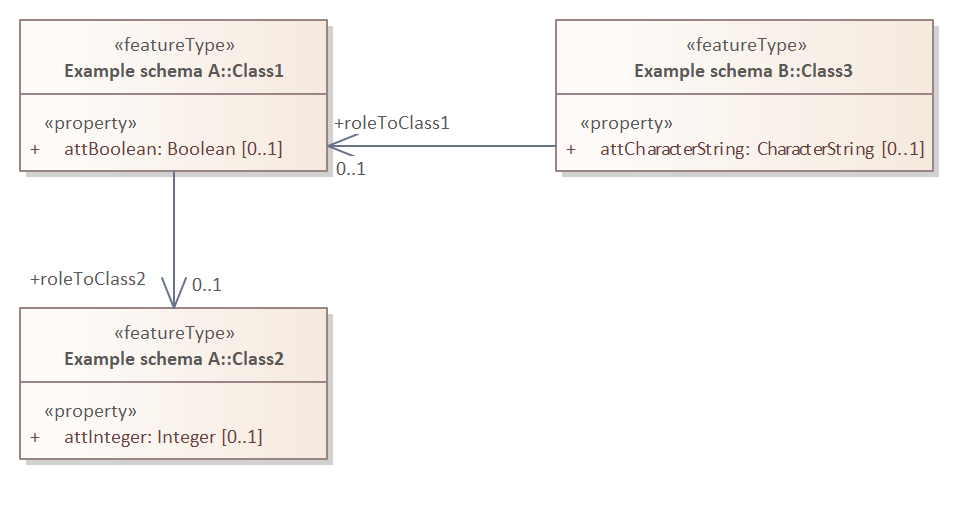 «featureType»
Example schema A::Class1
«property»
+ attBoolean: Boolean [0..1]
«featureType»
Example schema B::Class3
«property»
+ attCharacterString: CharacterString [0..1]
+roleToClass1
0..1
+roleToClass2
0..1
«featureType»
Example schema A::Class2
«property»
+ attInteger: Integer [0..1]